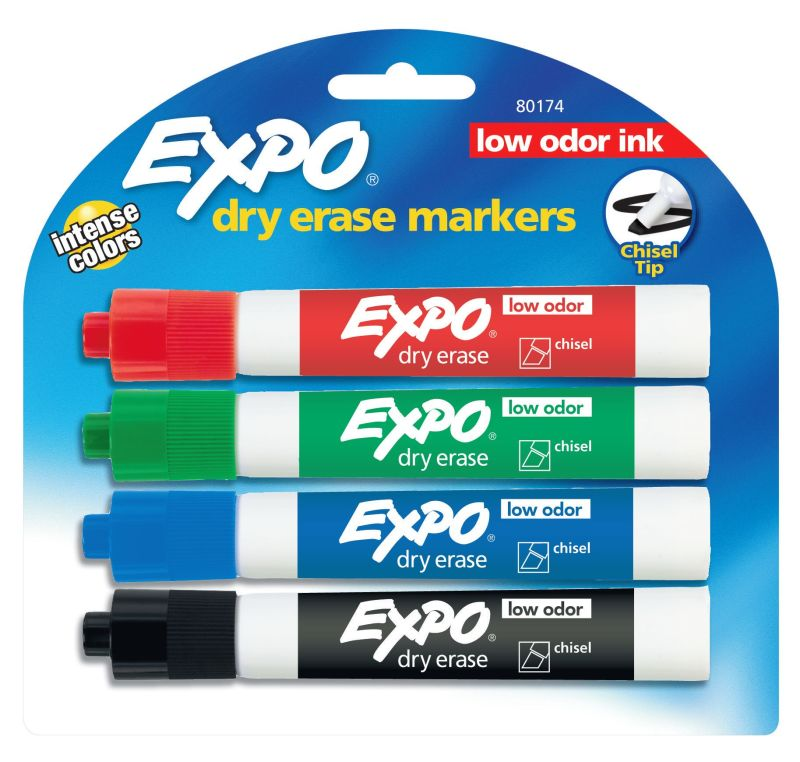 80174
low odor ink
EXPO®
dry erase markers
intense
colors
Chisel
Tip
EXPO® low odor
dry erase chisel
EXPO® low odor
dry erase chisel
EXPO® low odor
dry erase chisel
EXPO® low odor
dry erase chisel